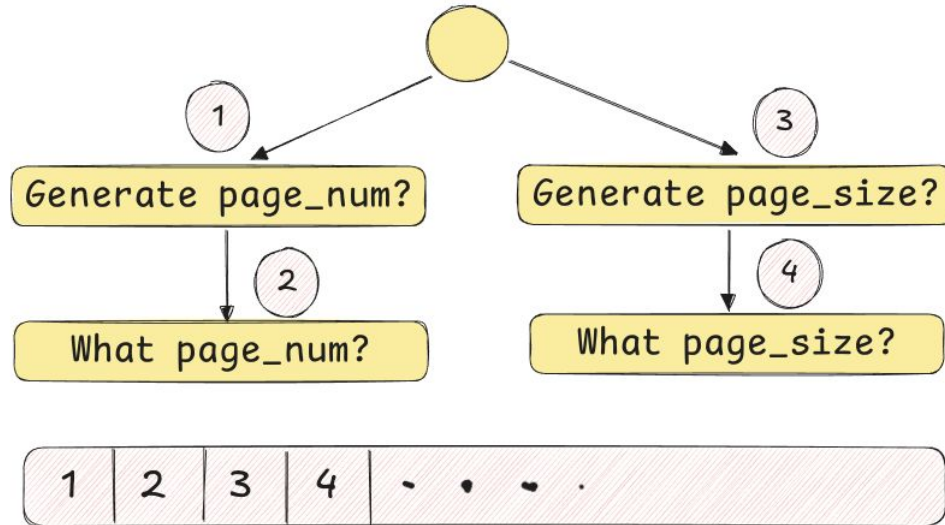 1
3
Generate page_num?
Generate page_size?
2
4
What page_num?
What page_size?
1 2 3 4